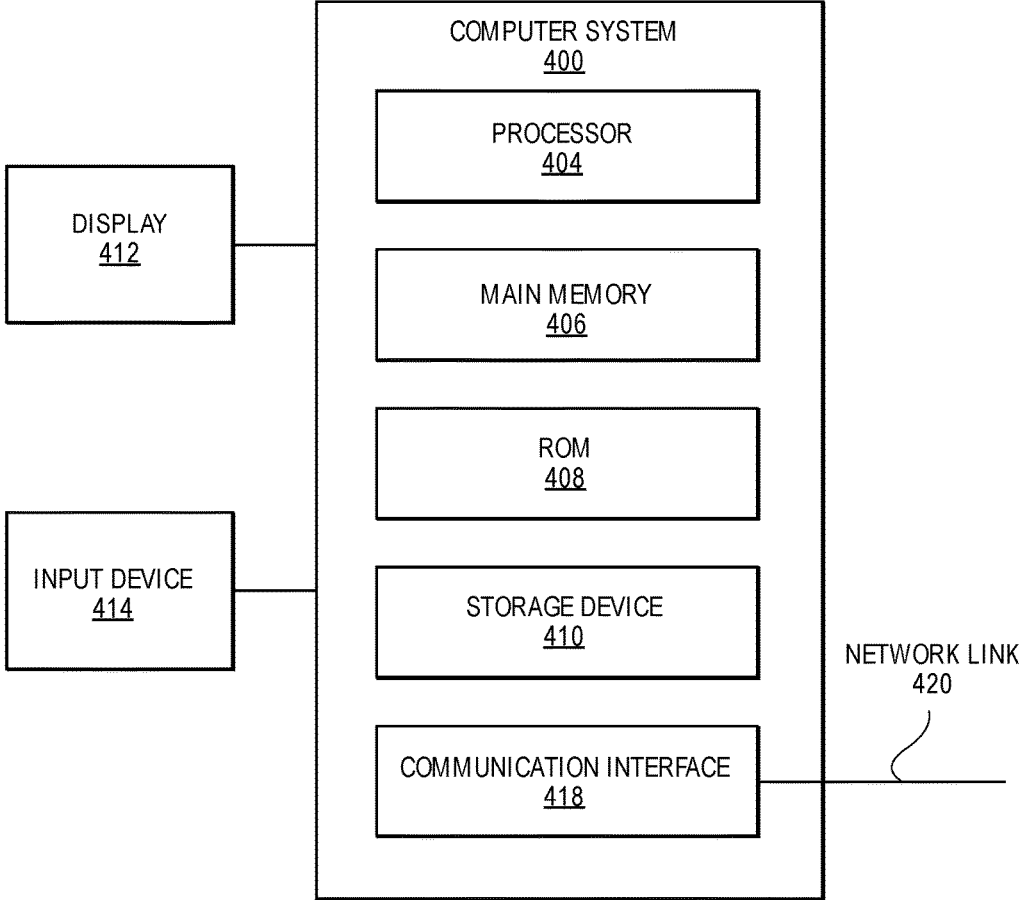 COMPUTER SYSTEM
400
PROCESSOR
404
DISPLAY
412
MAIN MEMORY
406
ROM
408
INPUT DEVICE
414
STORAGE DEVICE
410
NETWORK LINK
420
COMMUNICATION INTERFACE
418